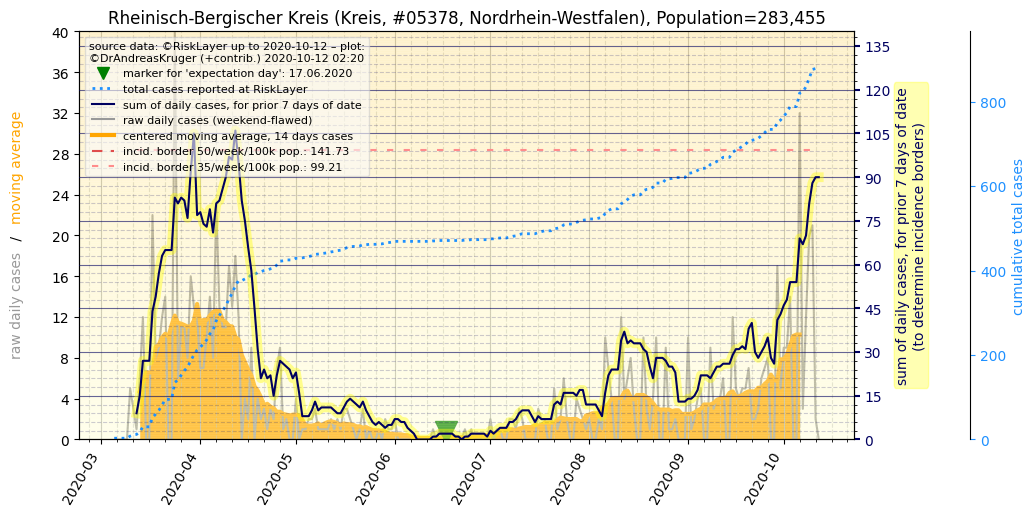 Rheinisch-Bergischer Kreis (Kreis, #05378, Nordrhein-Westfalen), Population=283,455
source data: ©RiskLayer up to 2020-10-12 – plot:
©DrAndreasKruger (+contrib.) 2020-10-12 02:20
marker for 'expectation day': 17.06.2020
total cases reported at RiskLayer
sum of daily cases, for prior 7 days of date
raw daily cases (weekend-flawed)
centered moving average, 14 days cases
incid. border 50/week/100k pop.: 141.73
incid. border 35/week/100k pop.: 99.21
raw daily cases / moving average
40
36
32
28
24
20
16
12
8
4
0
135
120
105
90
75
60
45
30
15
0
sum of daily cases, for prior 7 days of date
(to determine incidence borders)
800
600
400
200
0
cumulative total cases
2020-03
2020-04
2020-05
2020-06
2020-07
2020-08
2020-09
2020-10